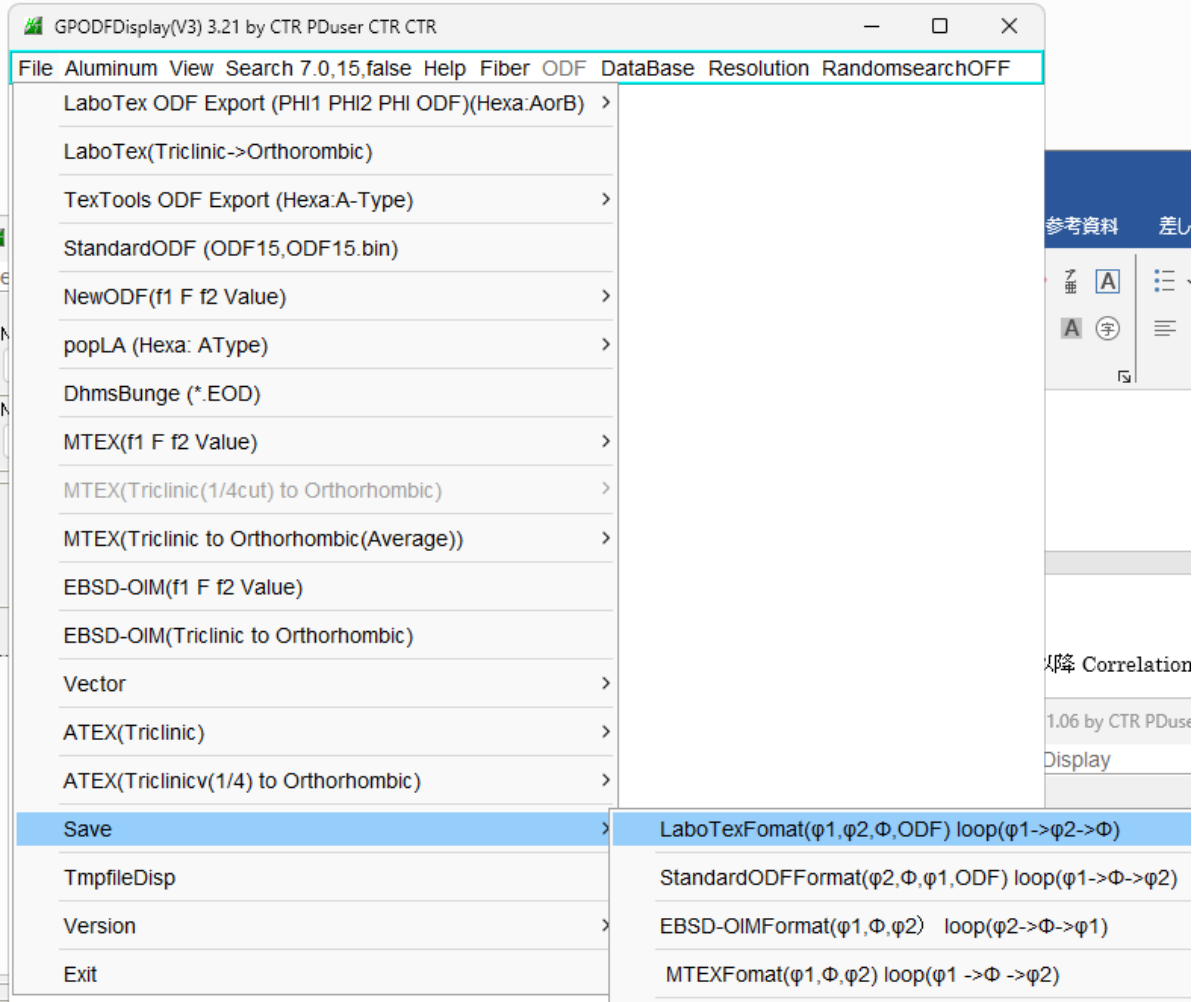 GPODFDisplay(V3) 3.21 by CTR PDuser CTR CTR
File Aluminum View Search 7.0,15,false Help Fiber ODF DataBase Resolution RandomsearchOFF
LaboTex ODF Export (PHI1 PHI2 PHI ODF)(Hexa:AorB)
LaboTex(Triclinic->Orthorombic)
TexTools ODF Export (Hexa:A-Type)
StandardODF (ODF15,ODF15.bin)
NewODF(f1 F f2 Value)
popLA (Hexa: AType)
DhmsBunge (*.EOD)
MTEX(f1 F f2 Value)
MTEX(Triclinic(1/4cut) to Orthorhombic)
MTEX(Triclinic to Orthorhombic(Average))
EBSD-OIM(f1 F f2 Value)
EBSD-OIM(Triclinic to Orthorhombic)
Vector
ATEX(Triclinic)
ATEX(Triclinicv(1/4) to Orthorhombic)
Save
TmpfileDisp
Version
Exit
LaboTexFomat(φ1,φ2,Φ,ODF) loop(φ1->φ2->Φ)
StandardODFFormat(φ2,Φ,φ1,ODF) loop(φ1->Φ->φ2)
EBSD-OIMFormat(φ1,Φ,φ2） loop(φ2->Φ->φ1)
MTEXFomat(φ1,Φ,φ2) loop(φ1 ->Φ ->φ2)
参考資料 差し
ア亜 A
A 字
以降 Correlation
1.06 by CTR PDuse
Display